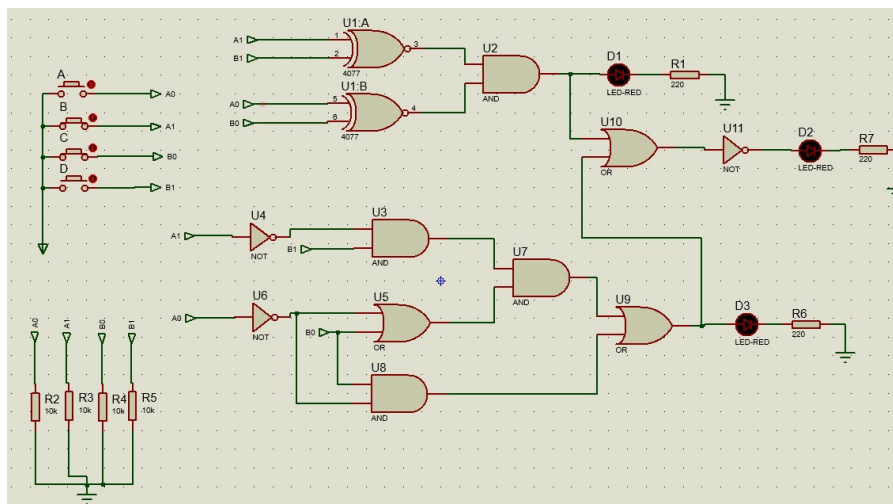 U1:A
A1
1
3
B1
2
4077
U1:B
A0
5
4
B0
6
4077
U2
AND
D1
LED-RED
R1
220
U10
OR
U11
NOT
D2
LED-RED
R7
220
A
A0
B
A1
C
B0
D
B1
U4
A1
NOT
U3
B1
AND
U7
AND
U6
A0
NOT
U5
B0
OR
U8
AND
U9
OR
D3
LED-RED
R6
220
A0
A1
B0
B1
R2
10k
R3
10k
R4
10k
R5
10k